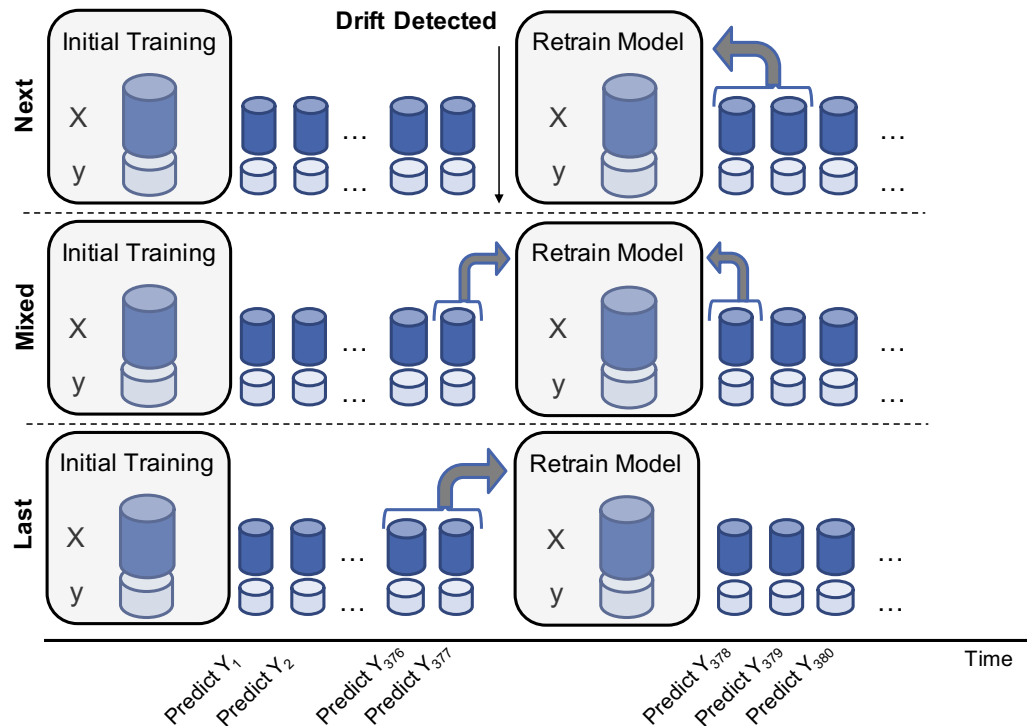 Drift Detected
Next
Initial Training
X
y
...
...
Retrain Model
X
y
...
...
Mixed
Initial Training
X
y
...
...
Retrain Model
X
y
...
...
Last
Initial Training
X
y
...
...
Retrain Model
X
y
...
...
Predict Y1
Predict Y2
Predict Y376
Predict Y377
Predict Y378
Predict Y379
Predict Y380
Time